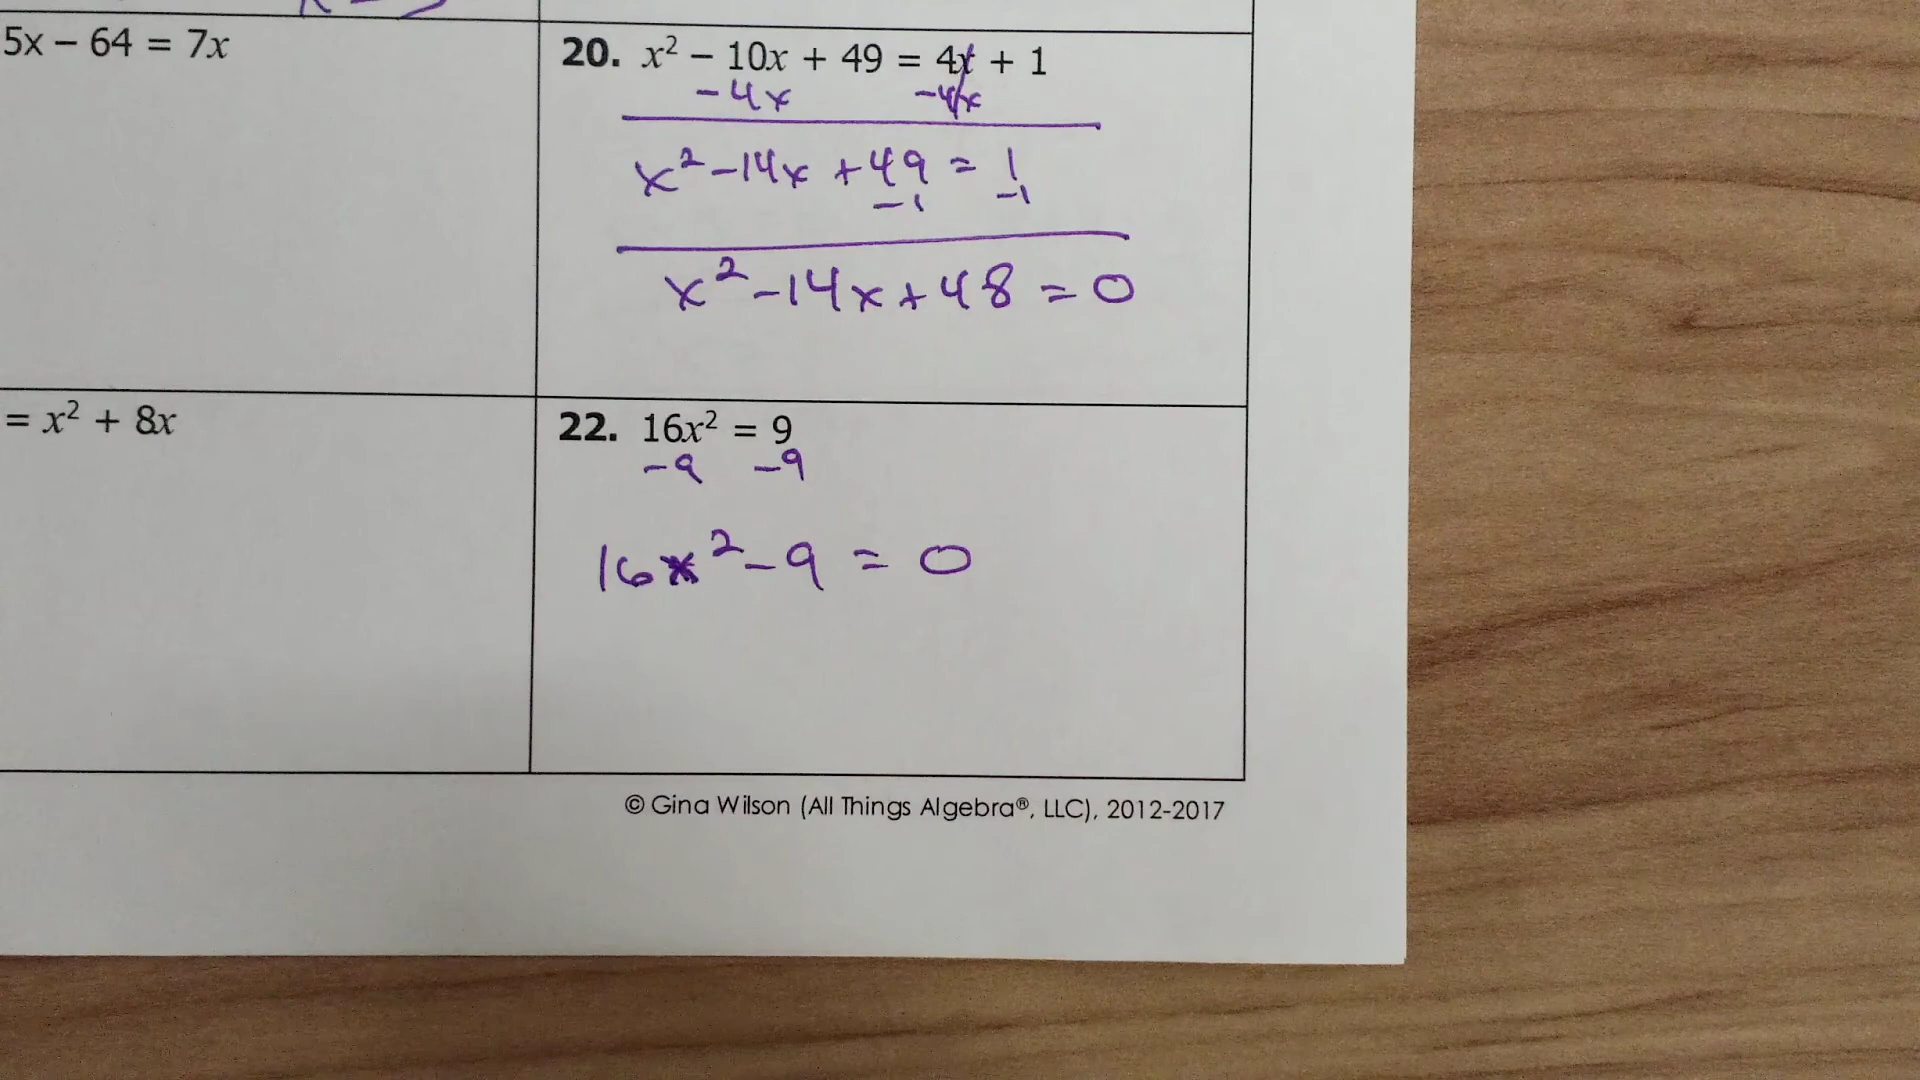 5x – 64 = 7x
20. x² – 10x + 49 = 4x + 1
-4x -4x
x² -14x +49 = 1
-1 -1
x² -14x + 48 = 0
= x² + 8x
22. 16x² = 9
-9 -9
16x² - 9 = 0
© Gina Wilson (All Things Algebra®, LLC), 2012-2017